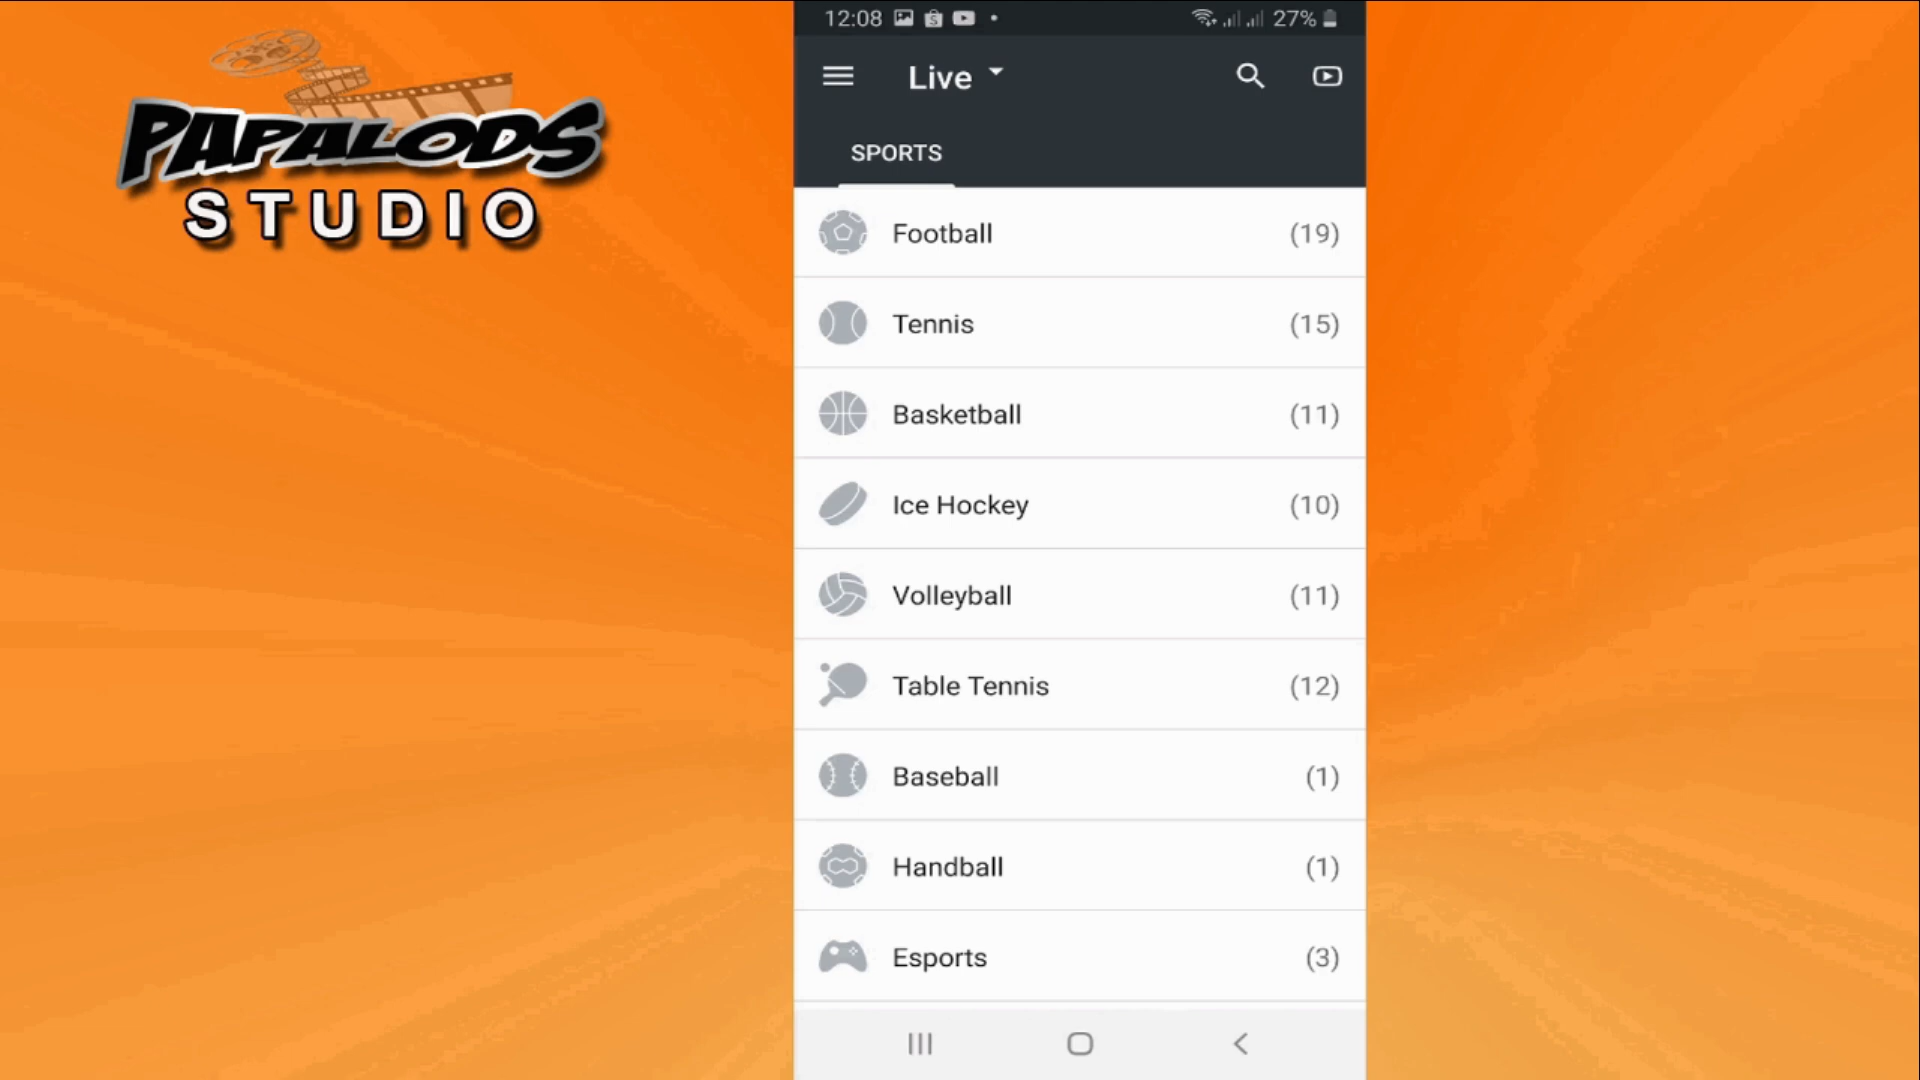 PAPALODS
STUDIO
12:08
27%
Live
SPORTS
Football (19)
Tennis (15)
Basketball (11)
Ice Hockey (10)
Volleyball (11)
Table Tennis (12)
Baseball (1)
Handball (1)
Esports (3)